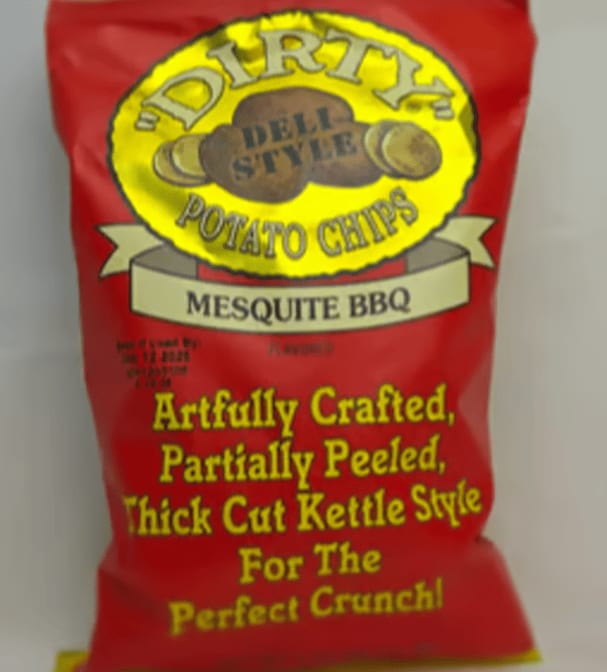 "DIRTY"
DELI
STYLE
POTATO CHIPS
MESQUITE BBQ
FLAVORED
Artfully Crafted,
Partially Peeled,
Thick Cut Kettle Style
For The
Perfect Crunch!